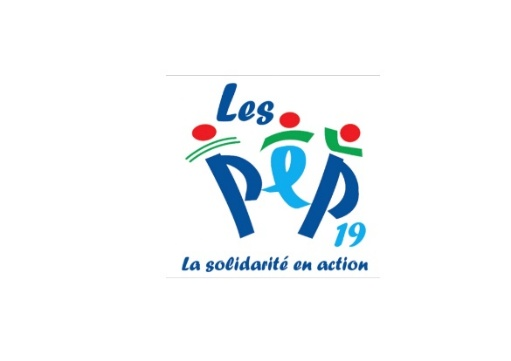 Les
pep
19
La solidarité en action